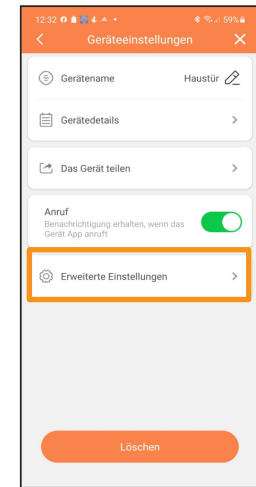 12:32 59%
Geräteeinstellungen
Gerätename Haustür
Gerätedetails
Das Gerät teilen
Anruf
Benachrichtigung erhalten, wenn das
Gerät App anruft
Erweiterte Einstellungen
Löschen